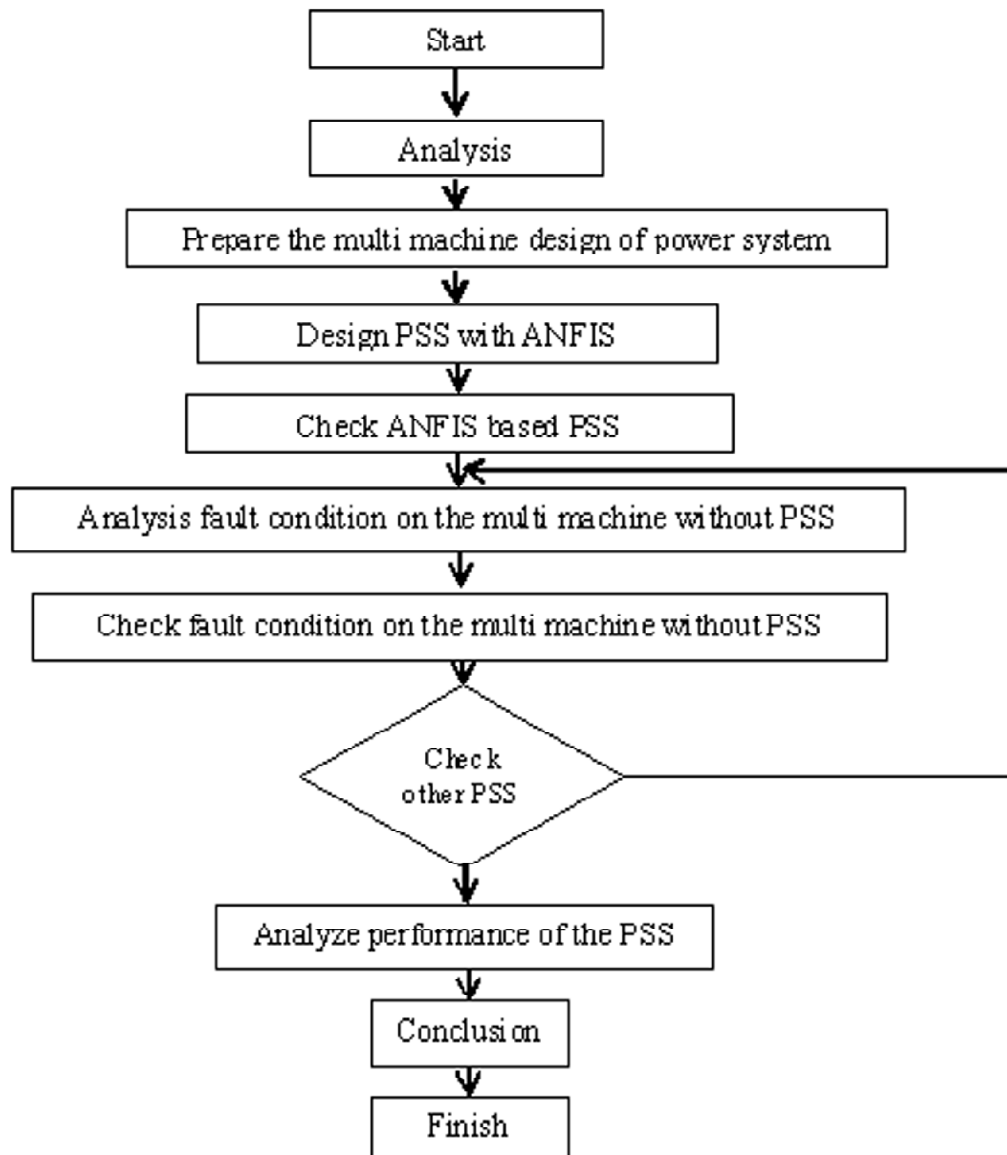 Start
Analysis
Prepare the multi machine design of power system
Design PSS with ANFIS
Check ANFIS based PSS
Analysis fault condition on the multi machine without PSS
Check fault condition on the multi machine without PSS
Check
other PSS
Analyze performance of the PSS
Conclusion
Finish